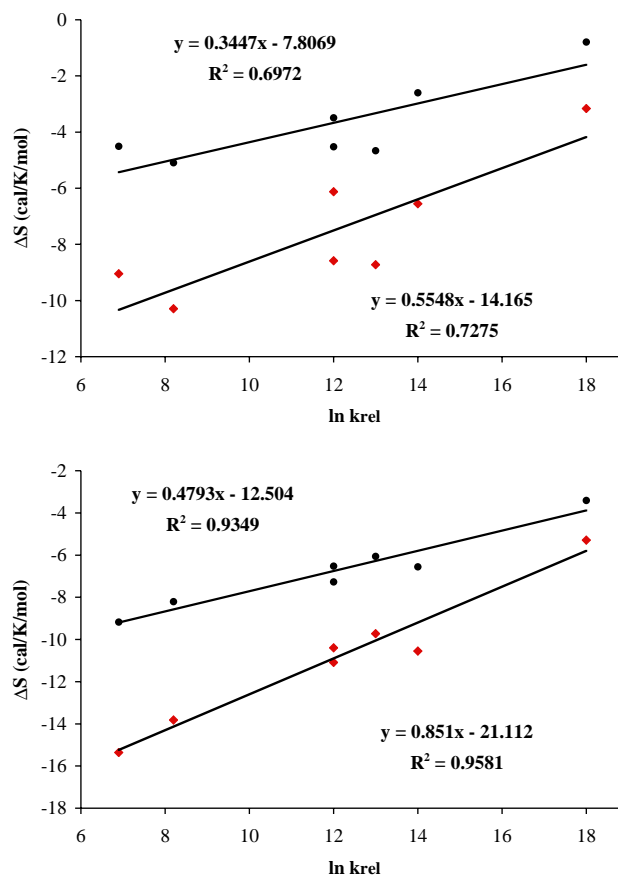 0
y = 0.3447x - 7.8069
R² = 0.6972
-2
-4
-6
-8
-10
-12
ΔS (cal/K/mol)
y = 0.5548x - 14.165
R² = 0.7275
6 8 10 12 14 16 18
ln krel
-2
y = 0.4793x - 12.504
R² = 0.9349
-4
-6
-8
-10
-12
-14
-16
-18
ΔS (cal/K/mol)
y = 0.851x - 21.112
R² = 0.9581
6 8 10 12 14 16 18
ln krel